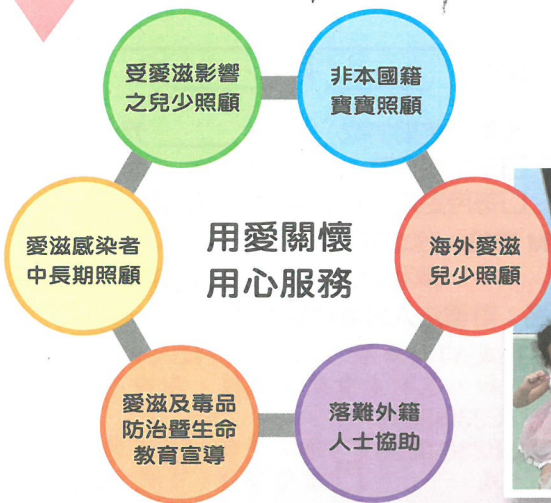 受愛滋影響
之兒少照顧
非本國籍
寶寶照顧
愛滋感染者
中長期照顧
用愛關懷
用心服務
海外愛滋
兒少照顧
愛滋及毒品
防治暨生命
教育宣導
落難外籍
人士協助